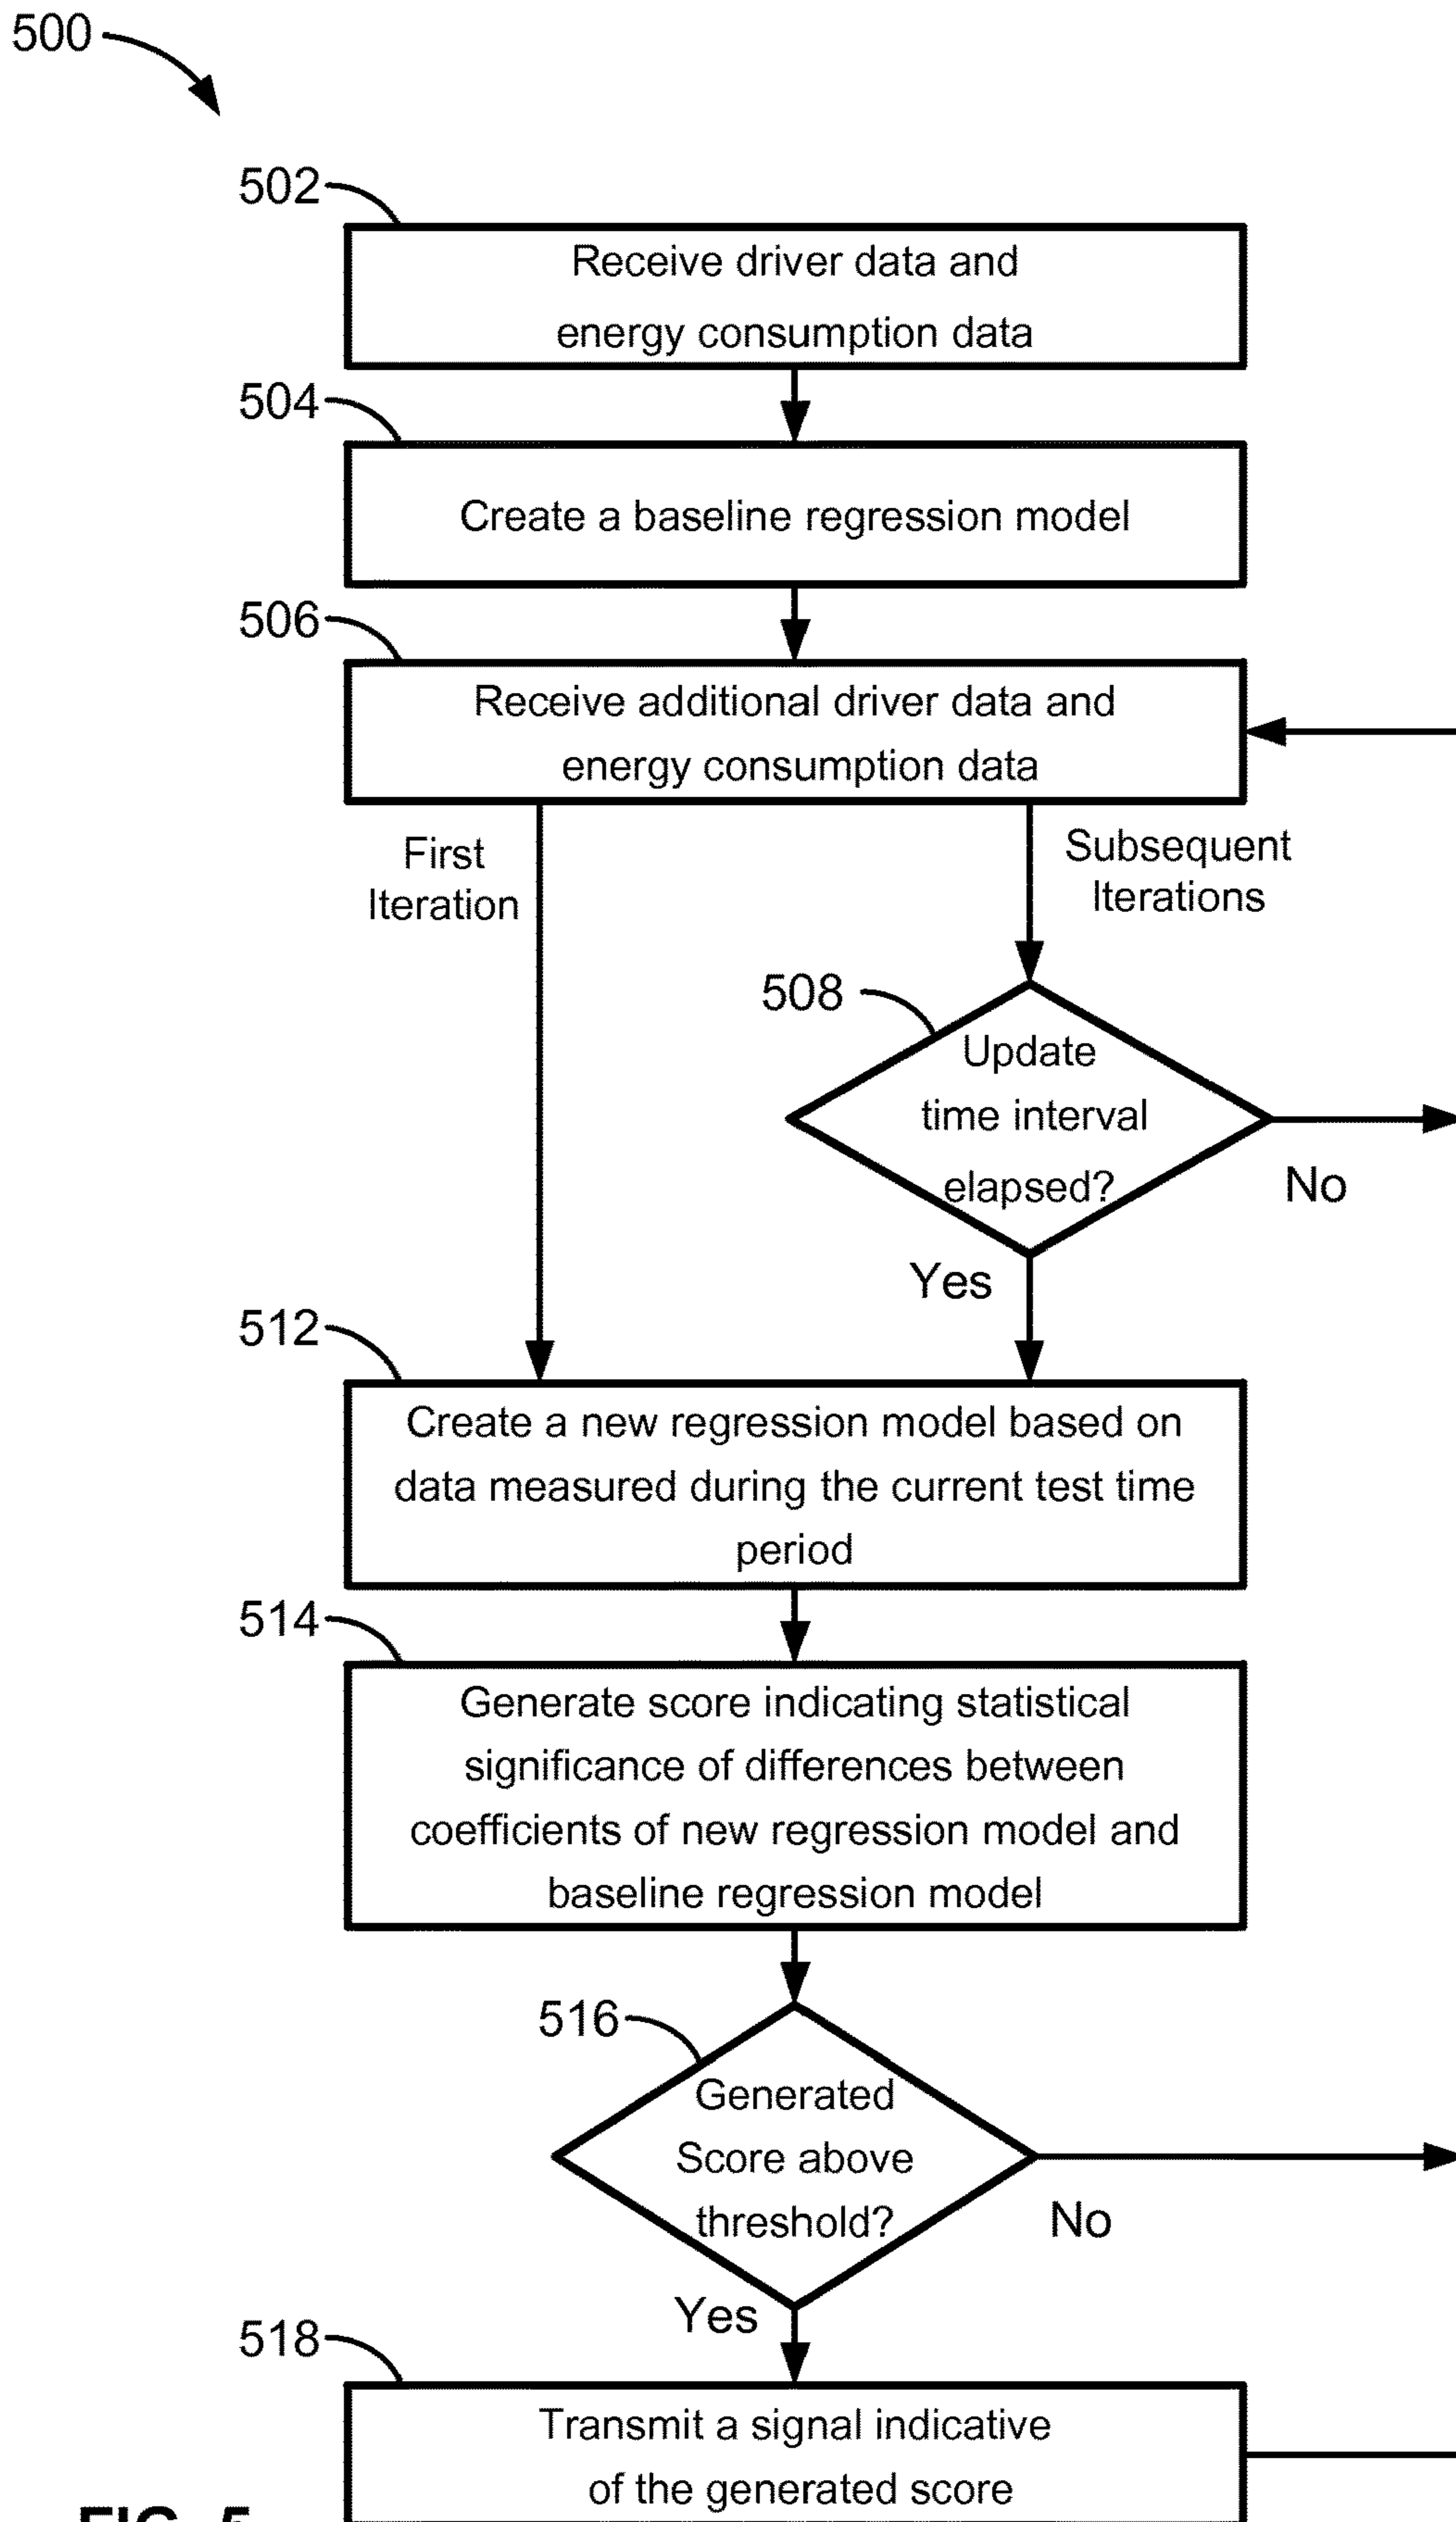 500
502
Receive driver data and
energy consumption data
504
Create a baseline regression model
506
Receive additional driver data and
energy consumption data
First
Iteration
Subsequent
Iterations
508
Update
time interval
elapsed?
No
Yes
512
Create a new regression model based on
data measured during the current test time
period
514
Generate score indicating statistical
significance of differences between
coefficients of new regression model and
baseline regression model
516
Generated
Score above
threshold?
No
Yes
518
Transmit a signal indicative
of the generated score
FIG. 5